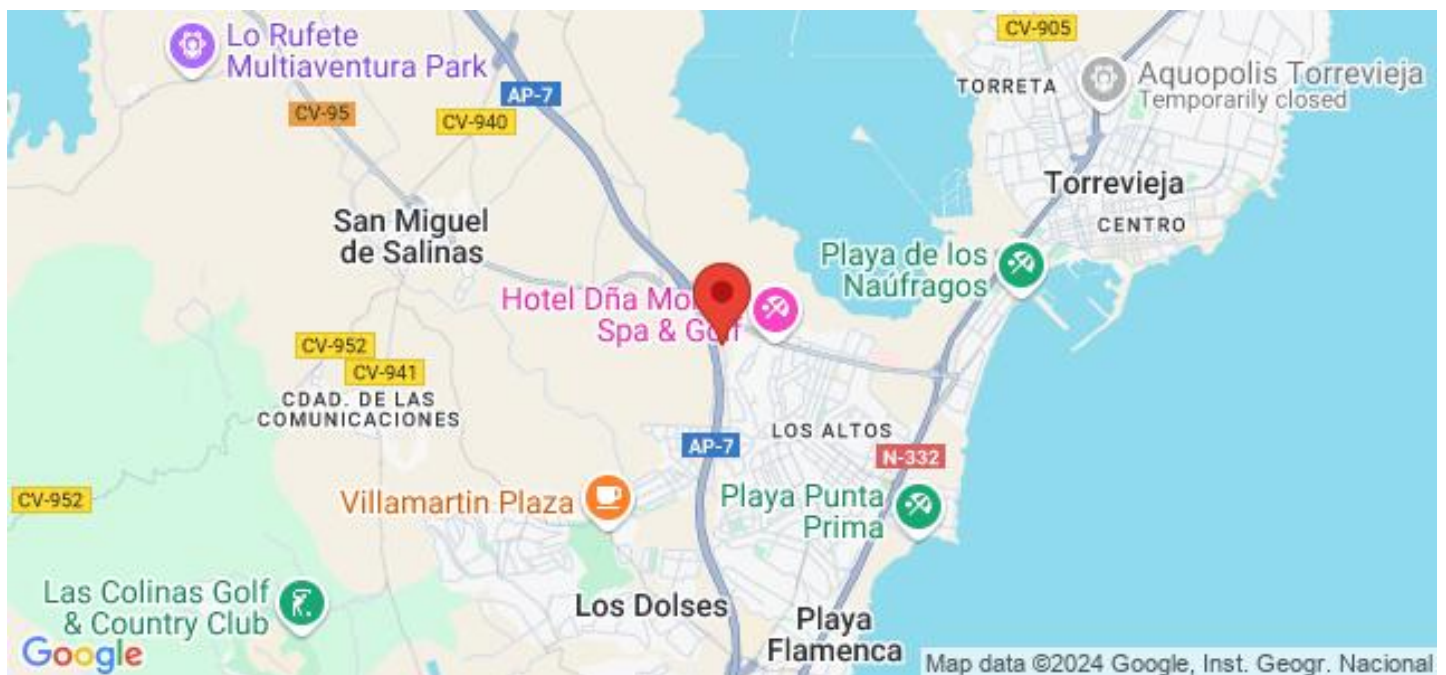 CV-905
Lo Rufete
Multiaventura Park
Aquopolis Torrevieja
Temporarily closed
TORRETA
AP-7
CV-95
CV-940
Torrevieja
San Miguel
de Salinas
CENTRO
Playa de los
Naúfragos
Hotel Dña Mo
Spa & Golf
CV-952
CV-941
CDAD. DE LAS
COMUNICACIONES
LOS ALTOS
AP-7
N-332
CV-952
Villamartin Plaza
Playa Punta
Prima
Las Colinas Golf
& Country Club
Los Dolses
Playa
Flamenca
Google
Map data ©2024 Google, Inst. Geogr. Nacional